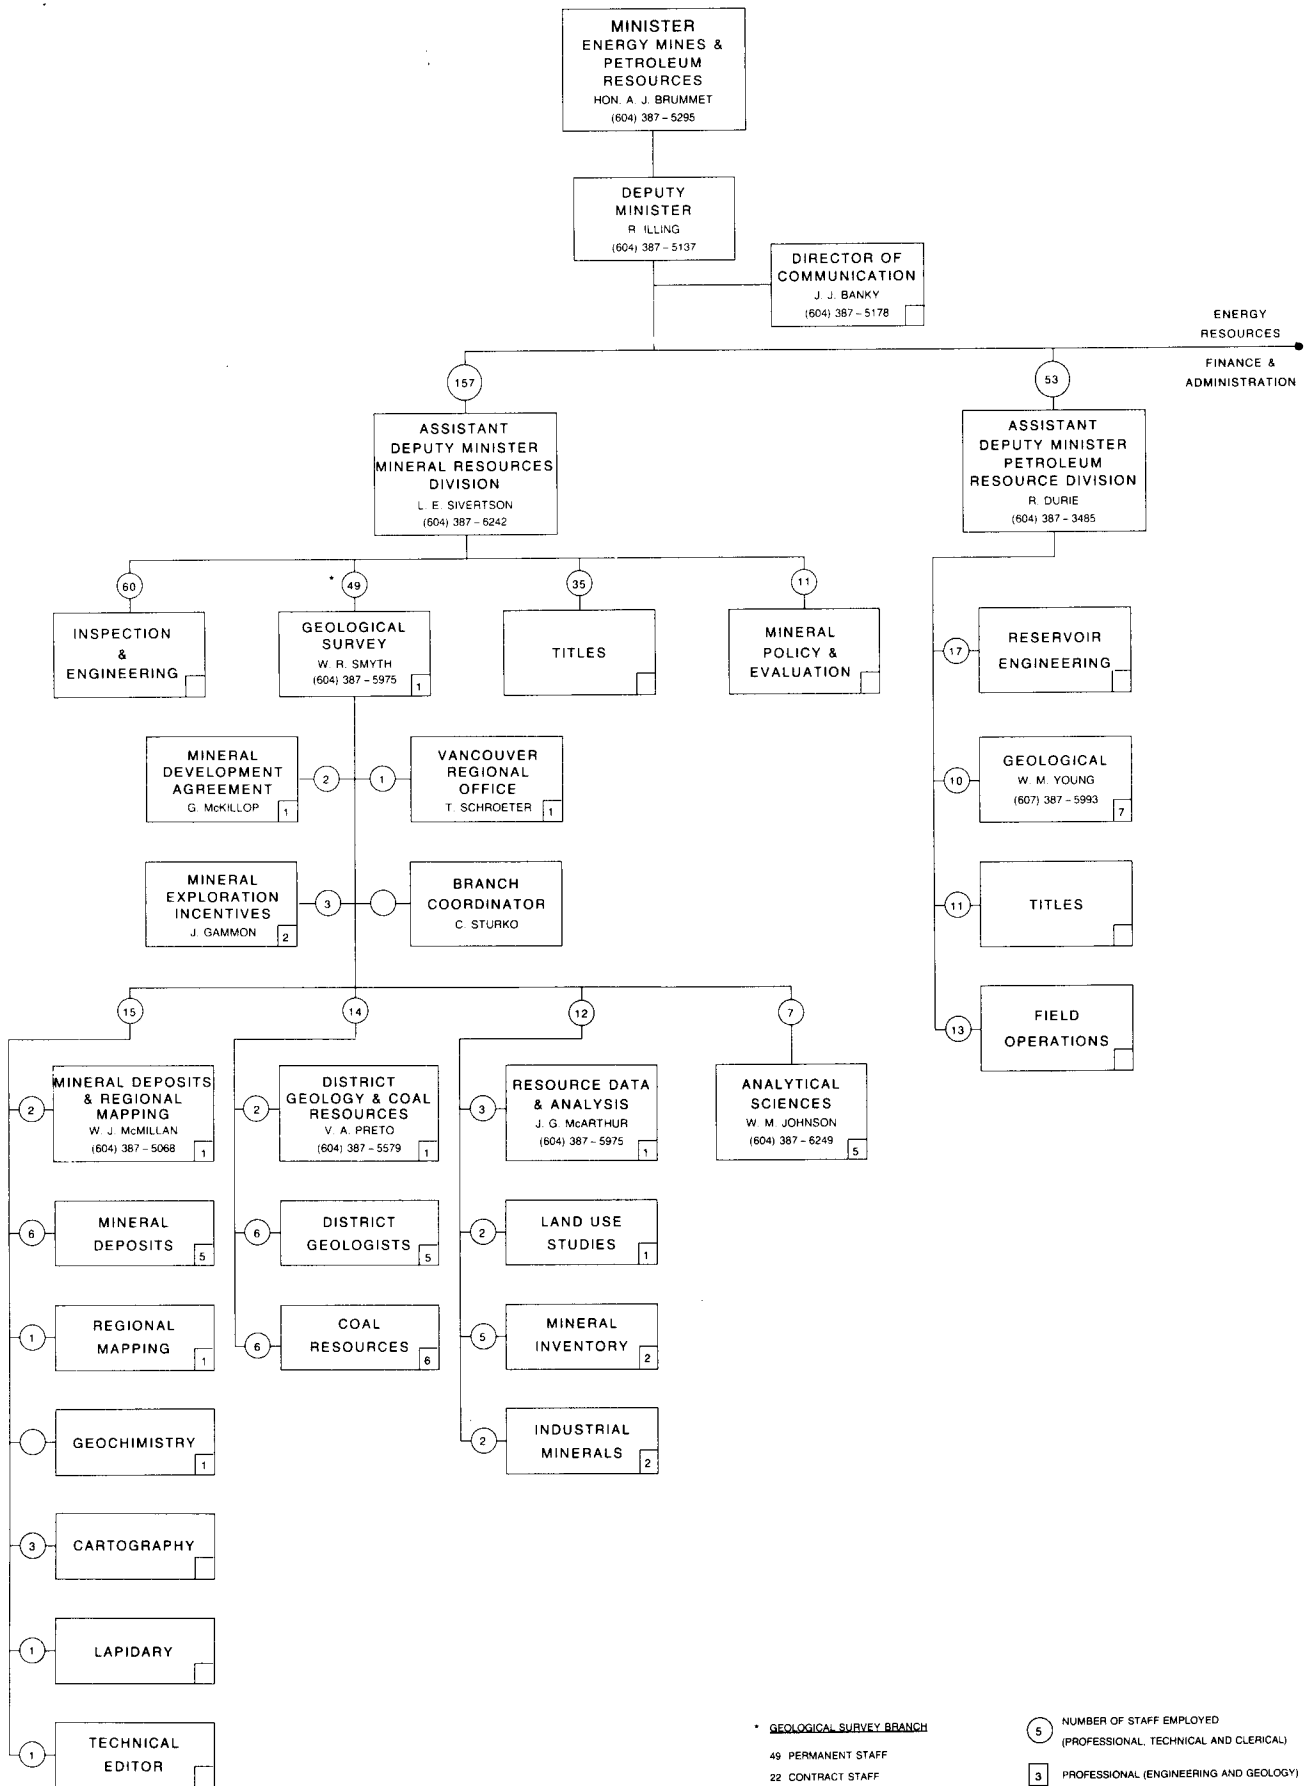 MINISTER
ENERGY MINES &
PETROLEUM
RESOURCES
HON. A. J. BRUMMET
(604) 387-5295
DEPUTY
MINISTER
R. ILLING
(604) 387-5137
DIRECTOR OF
COMMUNICATION
J. J. BANKY
(604) 387-5178
ENERGY
RESOURCES
FINANCE &
ADMINISTRATION
157
53
ASSISTANT
DEPUTY MINISTER
MINERAL RESOURCES
DIVISION
L. E. SIVERTSON
(604) 387-6242
ASSISTANT
DEPUTY MINISTER
PETROLEUM
RESOURCE DIVISION
R. DURIE
(604) 387-3485
60
* 49
35
11
INSPECTION
&
ENGINEERING
GEOLOGICAL
SURVEY
W. R. SMYTH
(604) 387-5975
1
TITLES
MINERAL
POLICY &
EVALUATION
17
RESERVOIR
ENGINEERING
MINERAL
DEVELOPMENT
AGREEMENT
G. McKILLOP
1
2
1
VANCOUVER
REGIONAL
OFFICE
T. SCHROETER
1
10
GEOLOGICAL
W. M. YOUNG
(607) 387-5993
7
MINERAL
EXPLORATION
INCENTIVES
J. GAMMON
2
3
BRANCH
COORDINATOR
C. STURKO
11
TITLES
13
FIELD
OPERATIONS
15
14
12
7
2
MINERAL DEPOSITS
& REGIONAL
MAPPING
W. J. McMILLAN
(604) 387-5068
1
2
DISTRICT
GEOLOGY & COAL
RESOURCES
V. A. PRETO
(604) 387-5579
1
3
RESOURCE DATA
& ANALYSIS
J. G. McARTHUR
(604) 387-5975
1
ANALYTICAL
SCIENCES
W. M. JOHNSON
(604) 387-6249
5
6
MINERAL
DEPOSITS
5
6
DISTRICT
GEOLOGISTS
5
2
LAND USE
STUDIES
1
1
REGIONAL
MAPPING
1
6
COAL
RESOURCES
6
5
MINERAL
INVENTORY
2
GEOCHIMISTRY
1
2
INDUSTRIAL
MINERALS
2
3
CARTOGRAPHY
1
LAPIDARY
1
TECHNICAL
EDITOR
* GEOLOGICAL SURVEY BRANCH
49 PERMANENT STAFF
22 CONTRACT STAFF
5
NUMBER OF STAFF EMPLOYED
(PROFESSIONAL, TECHNICAL AND CLERICAL)
3
PROFESSIONAL (ENGINEERING AND GEOLOGY)